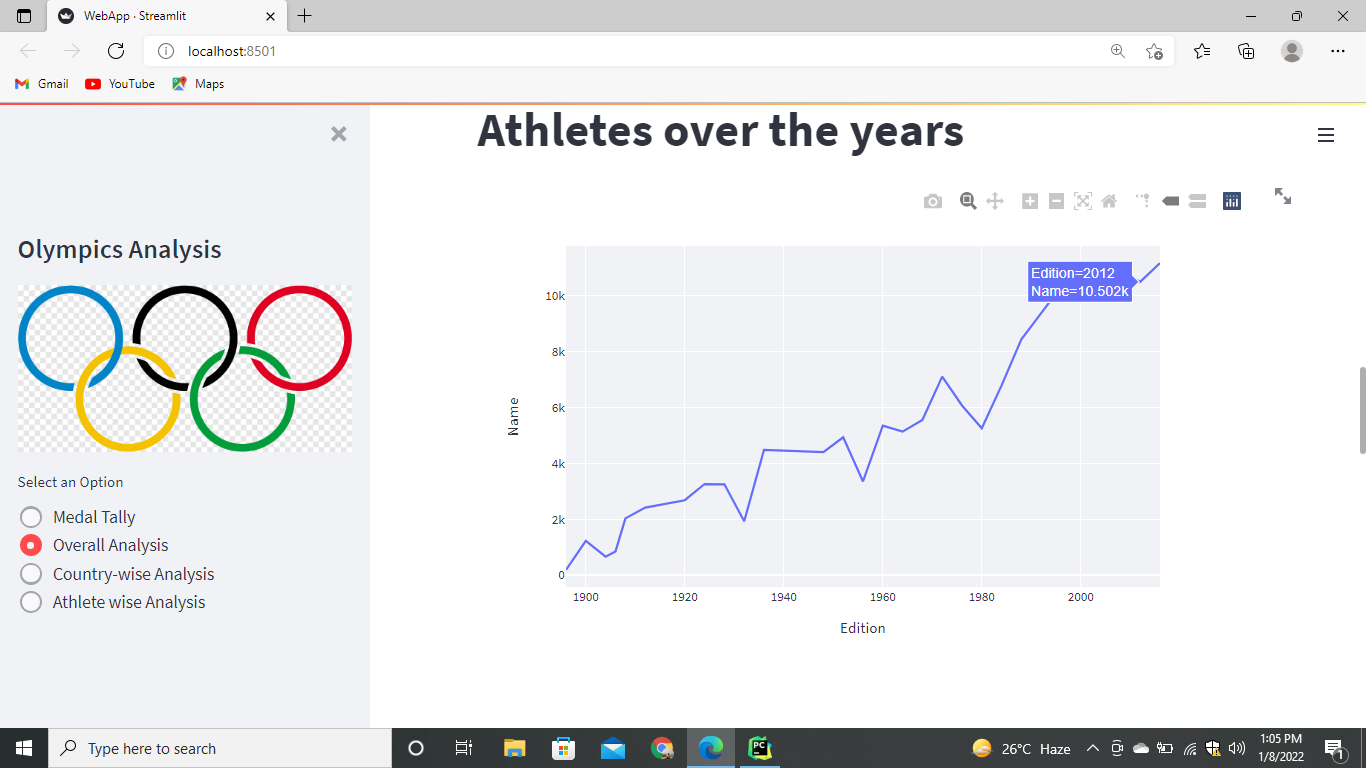 WebApp · Streamlit
localhost:8501
Gmail
YouTube
Maps
Athletes over the years
Olympics Analysis
Select an Option
Medal Tally
Overall Analysis
Country-wise Analysis
Athlete wise Analysis
Edition=2012
Name=10.502k
10k
8k
6k
4k
2k
0
Name
1900
1920
1940
1960
1980
2000
Edition
Type here to search
PC
26°C Haze
1:05 PM
1/8/2022
1